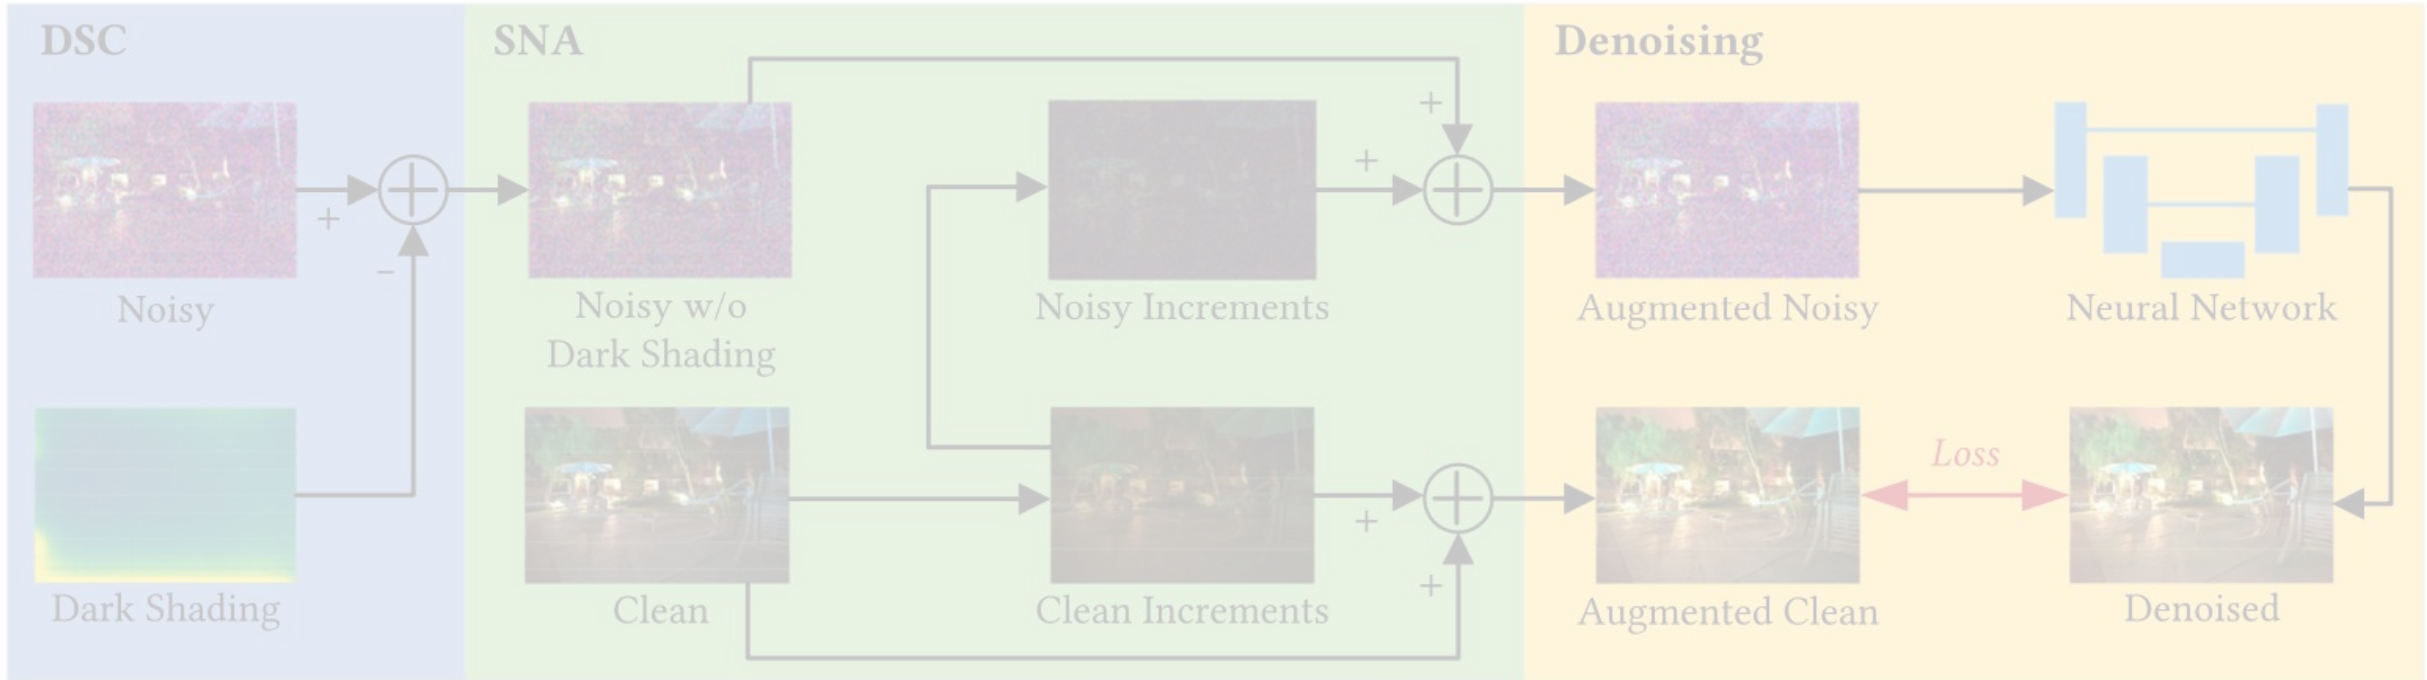 DSC
SNA
Denoising
+
+
+
−
Noisy
Noisy w/o
Dark Shading
Noisy Increments
Augmented Noisy
Neural Network
Loss
+
+
Dark Shading
Clean
Clean Increments
Augmented Clean
Denoised